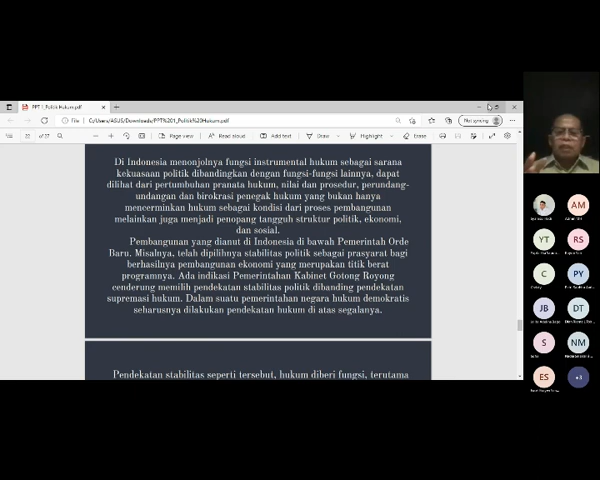 PPT 1_Politik Hukum.pdf
File | C:/Users/ASUS/Downloads/PPT%201_Politik%20Hukum.pdf
Not syncing
22 of 27
Page view
Read aloud
Add text
Draw
Highlight
Erase
Di Indonesia menonjolnya fungsi instrumental hukum sebagai sarana
kekuasaan politik dibandingkan dengan fungsi-fungsi lainnya, dapat
dilihat dari pertumbuhan pranata hukum, nilai dan prosedur, perundang-
undangan dan birokrasi penegak hukum yang bukan hanya
mencerminkan hukum sebagai kondisi dari proses pembangunan
melainkan juga menjadi penopang tangguh struktur politik, ekonomi,
dan sosial.
Pembangunan yang dianut di Indonesia di bawah Pemerintah Orde
Baru. Misalnya, telah dipilihnya stabilitas politik sebagai prasyarat bagi
berhasilnya pembangunan ekonomi yang merupakan titik berat
programnya. Ada indikasi Pemerintahan Kabinet Gotong Royong
cenderung memilih pendekatan stabilitas politik dibanding pendekatan
supremasi hukum. Dalam suatu pemerintahan negara hukum demokratis
seharusnya dilakukan pendekatan hukum di atas segalanya.
Pendekatan stabilitas seperti tersebut, hukum diberi fungsi, terutama
AM
YT
RS
C
PY
JB
DT
S
NM
ES
+3